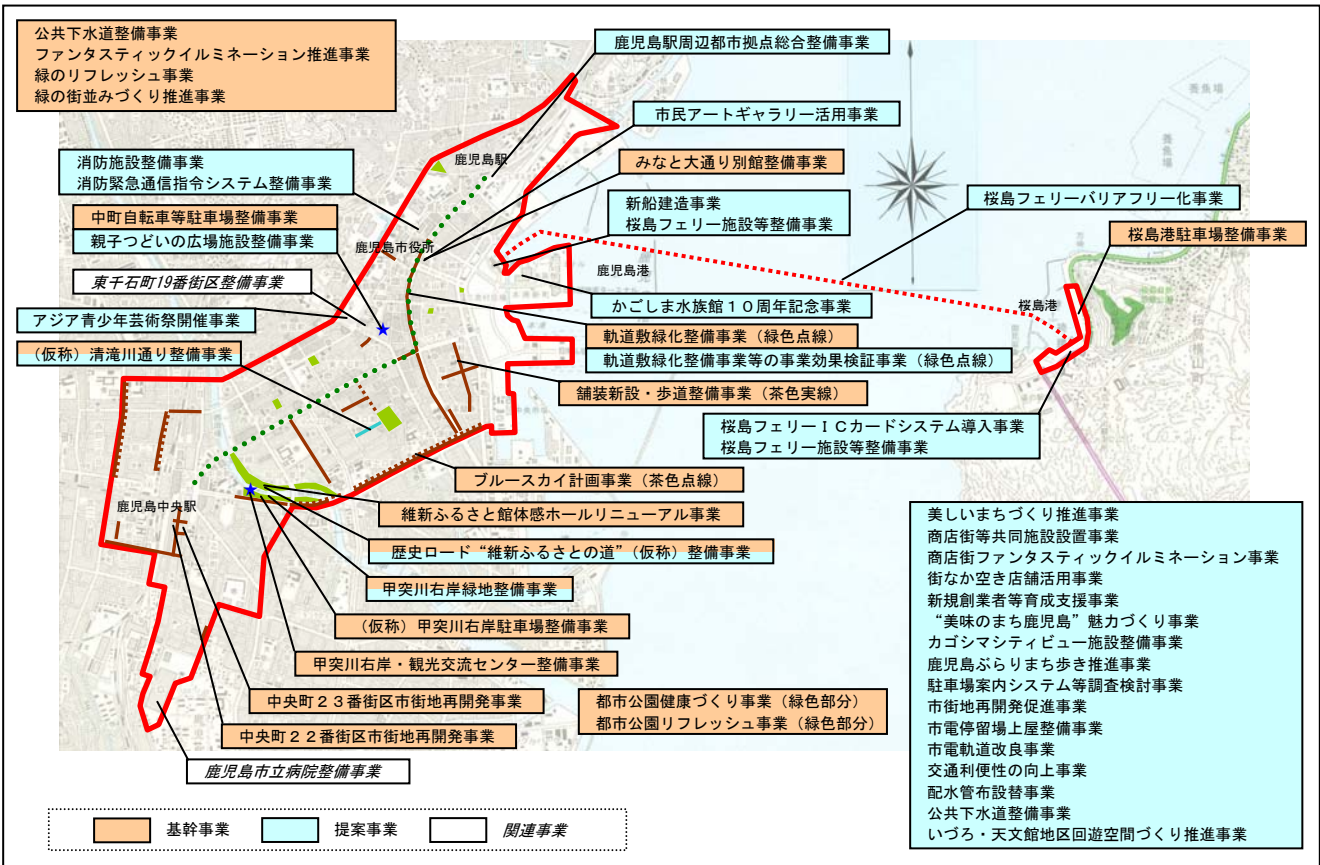 公共下水道整備事業
ファンタスティックイルミネーション推進事業
緑のリフレッシュ事業
緑の街並みづくり推進事業
鹿児島駅周辺都市拠点総合整備事業
市民アートギャラリー活用事業
みなと大通り別館整備事業
消防施設整備事業
消防緊急通信指令システム整備事業
鹿児島駅
中町自転車等駐車場整備事業
親子つどいの広場施設整備事業
鹿児島市役所
新船建造事業
桜島フェリー施設等整備事業
桜島フェリーバリアフリー化事業
桜島港駐車場整備事業
東千石町19番街区整備事業
鹿児島港
かごしま水族館１０周年記念事業
桜島港
アジア青少年芸術祭開催事業
軌道敷緑化整備事業（緑色点線）
（仮称）清滝川通り整備事業
軌道敷緑化整備事業等の事業効果検証事業（緑色点線）
舗装新設・歩道整備事業（茶色実線）
桜島フェリーＩＣカードシステム導入事業
桜島フェリー施設等整備事業
ブルースカイ計画事業（茶色点線）
鹿児島中央駅
維新ふるさと館体感ホールリニューアル事業
歴史ロード“維新ふるさとの道”（仮称）整備事業
甲突川右岸緑地整備事業
（仮称）甲突川右岸駐車場整備事業
甲突川右岸・観光交流センター整備事業
中央町２３番街区市街地再開発事業
中央町２２番街区市街地再開発事業
鹿児島市立病院整備事業
都市公園健康づくり事業（緑色部分）
都市公園リフレッシュ事業（緑色部分）
美しいまちづくり推進事業
商店街等共同施設設置事業
商店街ファンタスティックイルミネーション事業
街なか空き店舗活用事業
新規創業者等育成支援事業
“美味のまち鹿児島”魅力づくり事業
カゴシマシティビュー施設整備事業
鹿児島ぶらりまち歩き推進事業
駐車場案内システム等調査検討事業
市街地再開発促進事業
市電停留場上屋整備事業
市電軌道改良事業
交通利便性の向上事業
配水管布設替事業
公共下水道整備事業
いづろ・天文館地区回遊空間づくり推進事業
基幹事業
提案事業
関連事業